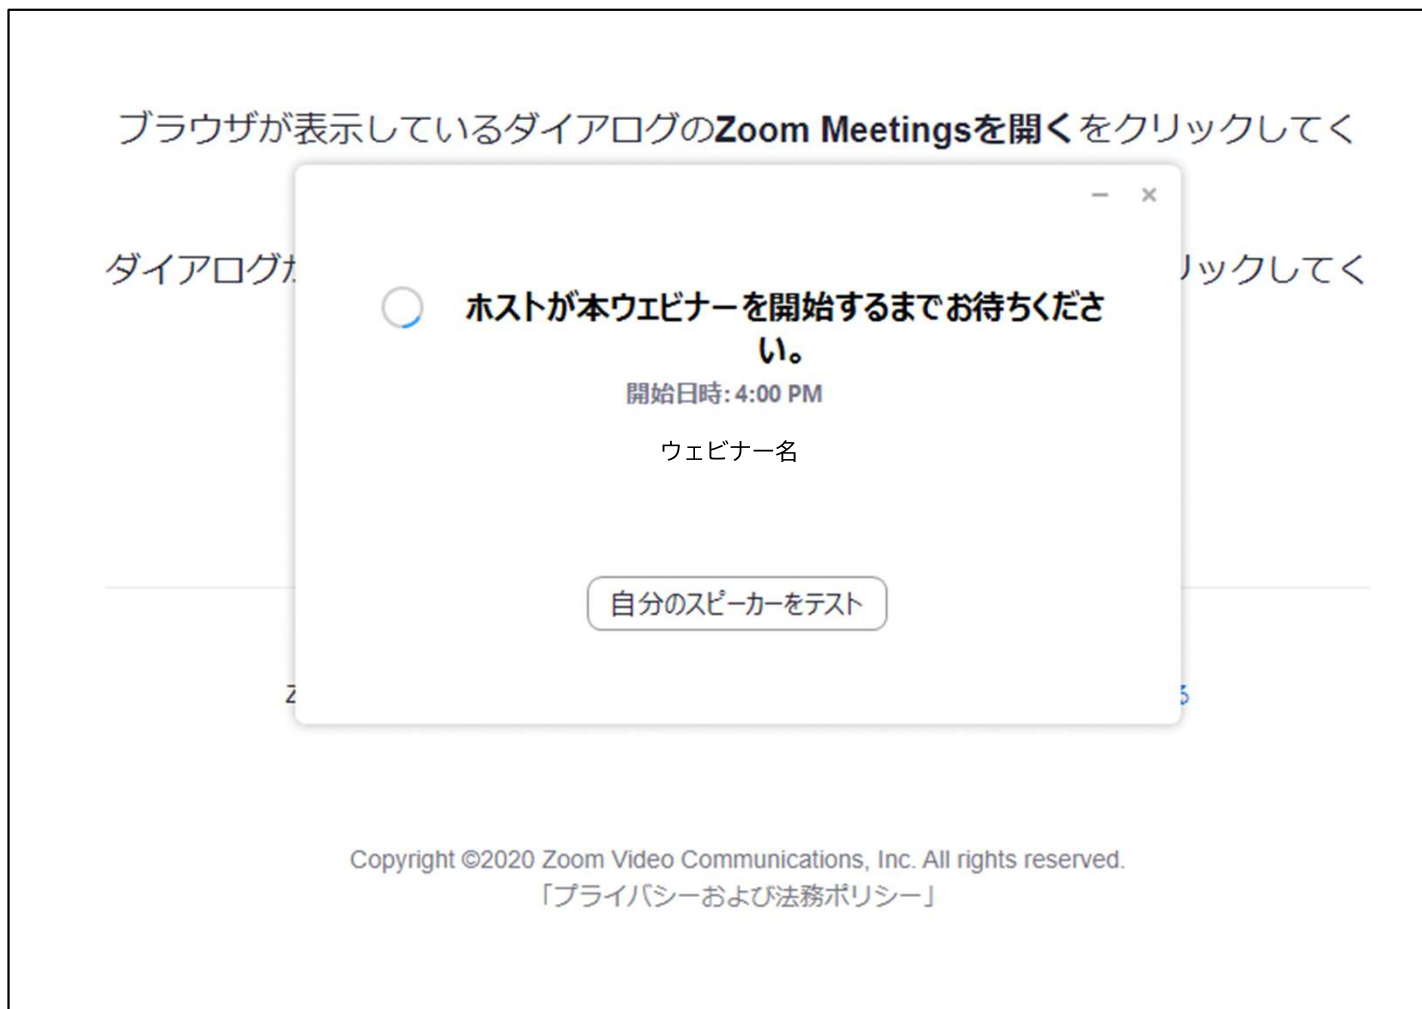 ブラウザが表示しているダイアログのZoom Meetingsを開くをクリックしてく
ダイアログ
リックしてく
ホストが本ウェビナーを開始するまでお待ちくださ
い。
開始日時: 4:00 PM
ウェビナー名
自分のスピーカーをテスト
Copyright ©2020 Zoom Video Communications, Inc. All rights reserved.
「プライバシーおよび法務ポリシー」